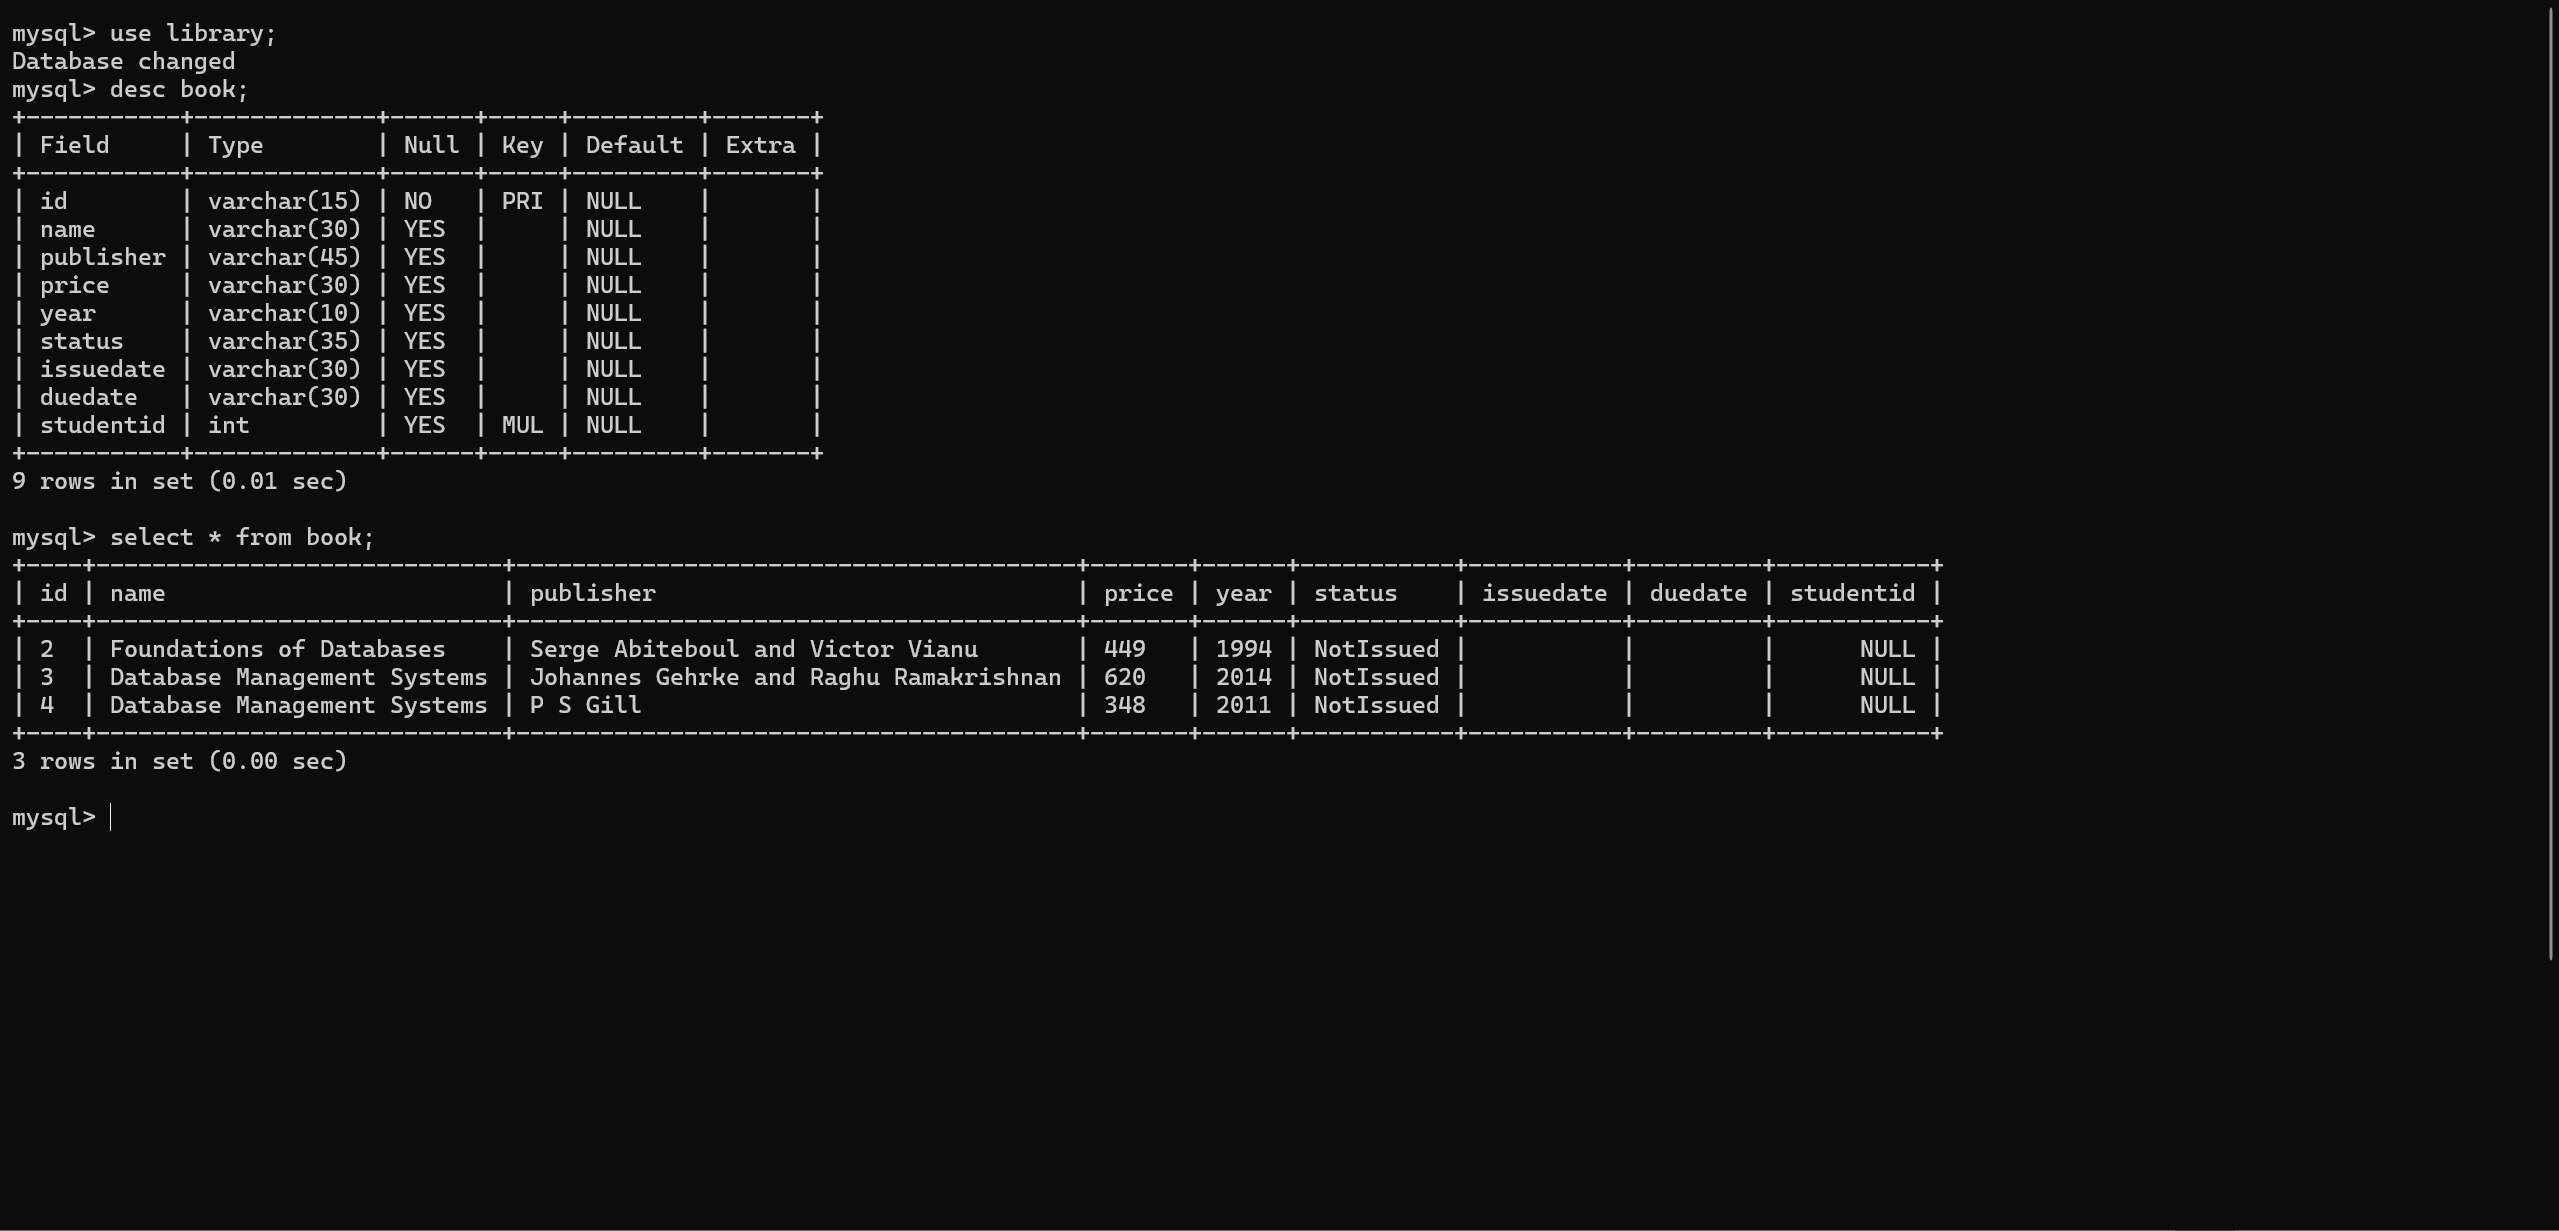 mysql> use library;
Database changed
mysql> desc book;
+-----------+-------------+------+-----+---------+-------+
| Field     | Type        | Null | Key | Default | Extra |
+-----------+-------------+------+-----+---------+-------+
| id        | varchar(15) | NO   | PRI | NULL    |       |
| name      | varchar(30) | YES  |     | NULL    |       |
| publisher | varchar(45) | YES  |     | NULL    |       |
| price     | varchar(30) | YES  |     | NULL    |       |
| year      | varchar(10) | YES  |     | NULL    |       |
| status    | varchar(35) | YES  |     | NULL    |       |
| issuedate | varchar(30) | YES  |     | NULL    |       |
| duedate   | varchar(30) | YES  |     | NULL    |       |
| studentid | int         | YES  | MUL | NULL    |       |
+-----------+-------------+------+-----+---------+-------+
9 rows in set (0.01 sec)

mysql> select * from book;
+----+-----------------------------+----------------------------------------+-------+------+-----------+-----------+---------+-----------+
| id | name                        | publisher                              | price | year | status    | issuedate | duedate | studentid |
+----+-----------------------------+----------------------------------------+-------+------+-----------+-----------+---------+-----------+
| 2  | Foundations of Databases    | Serge Abiteboul and Victor Vianu       | 449   | 1994 | NotIssued |           |         |      NULL |
| 3  | Database Management Systems | Johannes Gehrke and Raghu Ramakrishnan | 620   | 2014 | NotIssued |           |         |      NULL |
| 4  | Database Management Systems | P S Gill                               | 348   | 2011 | NotIssued |           |         |      NULL |
+----+-----------------------------+----------------------------------------+-------+------+-----------+-----------+---------+-----------+
3 rows in set (0.00 sec)

mysql>